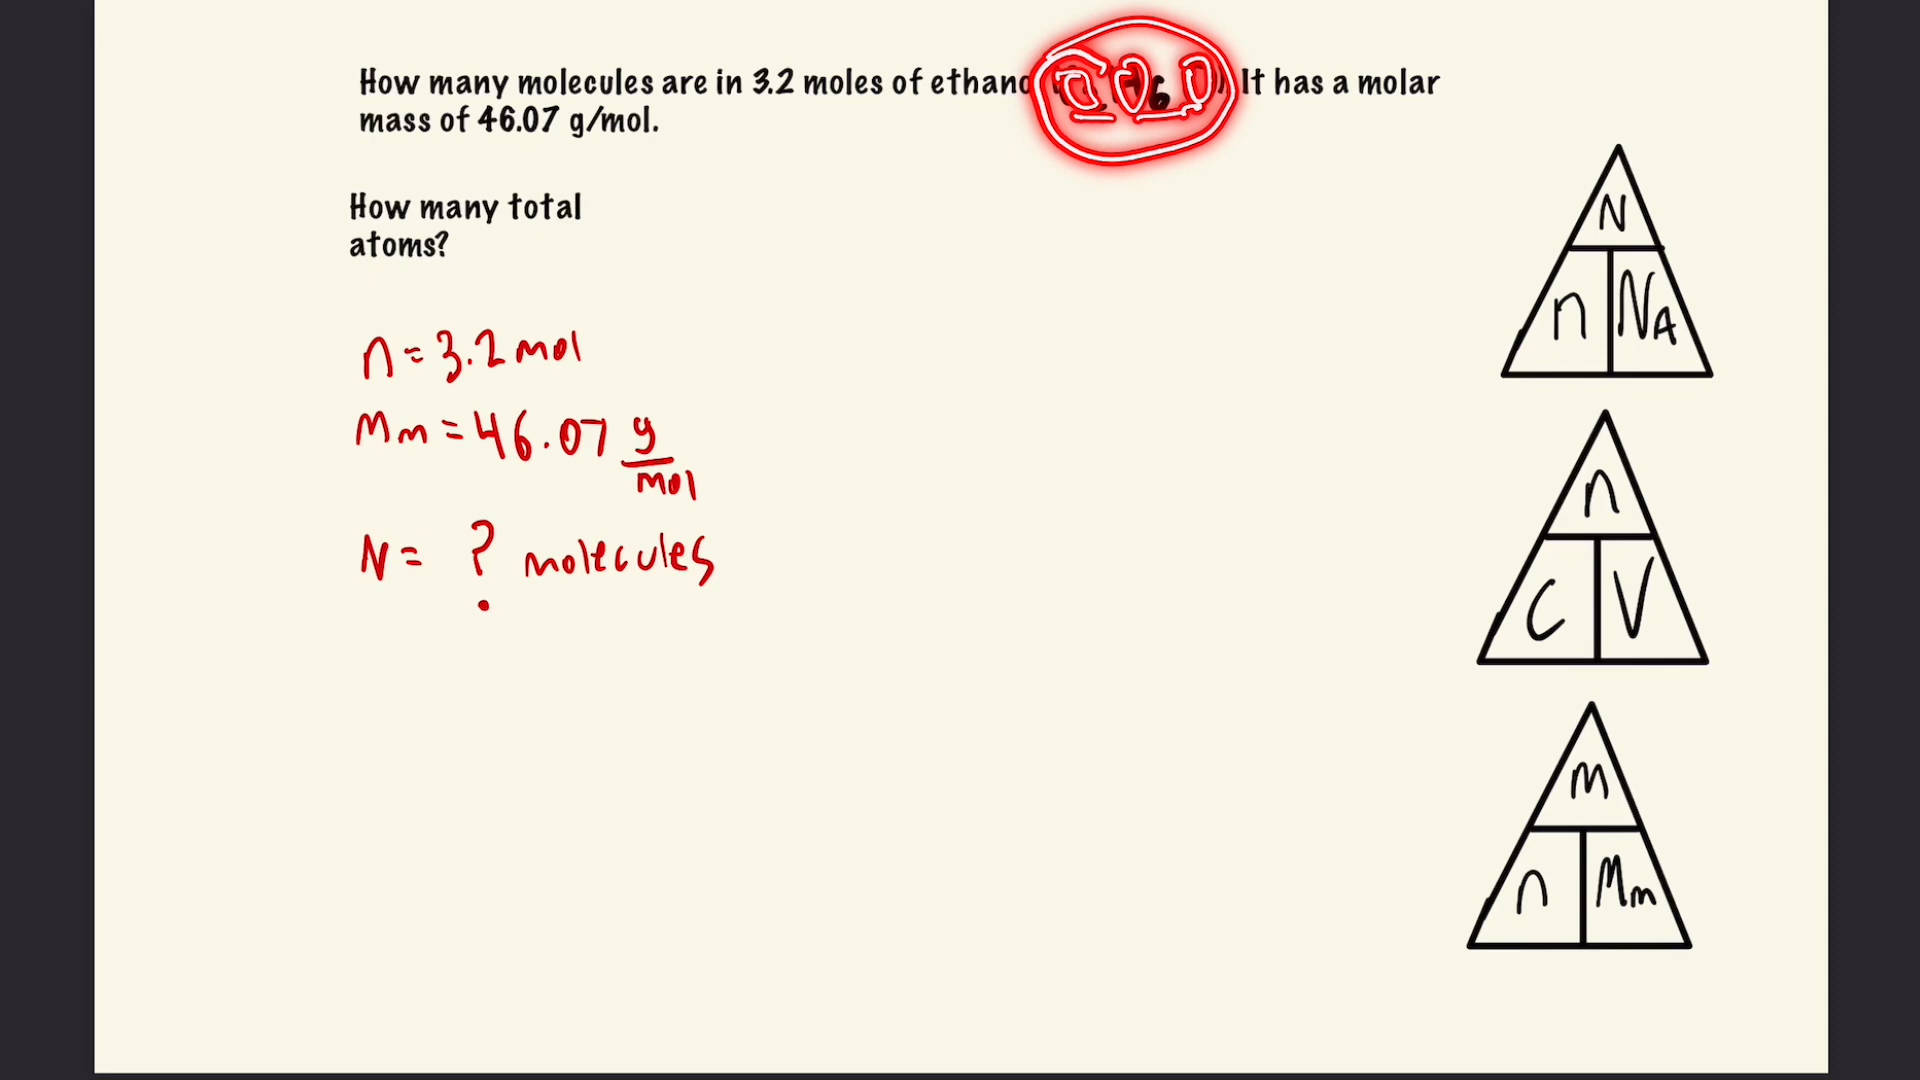 How many molecules are in 3.2 moles of It has a molar
mass of 46.07 g/mol.
How many total
atoms?
n = 3.2 mol
Mm = 46.07 g/mol
N = ? molecules
N
n NA
n
C V
m
n Mm